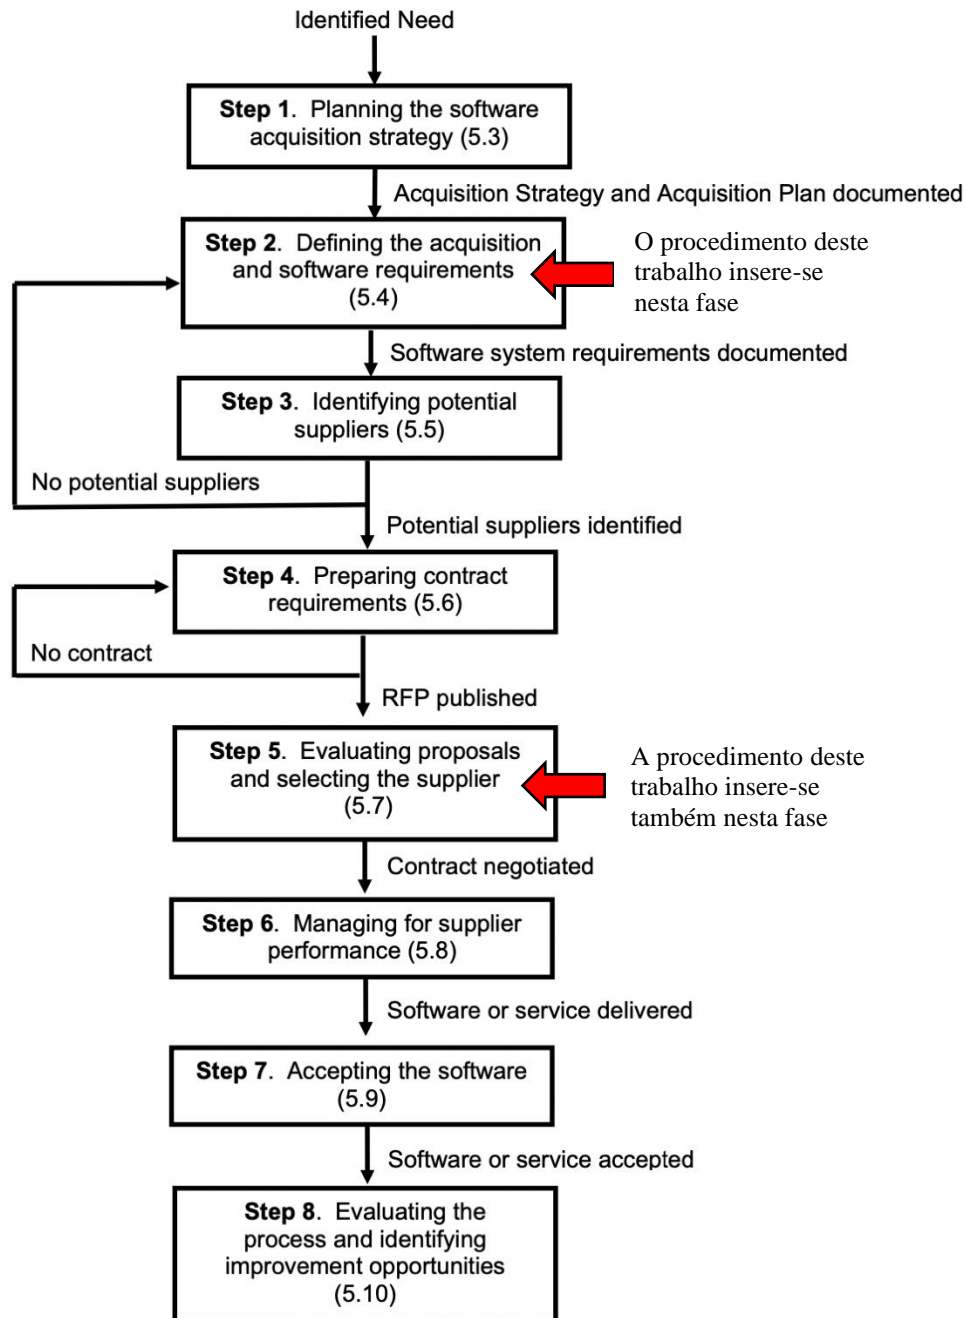 Identified Need
Step 1.  Planning the software
acquisition strategy (5.3)
Acquisition Strategy and Acquisition Plan documented
Step 2.  Defining the acquisition
and software requirements
(5.4)
O procedimento deste
trabalho insere-se
nesta fase
Software system requirements documented
Step 3.  Identifying potential
suppliers (5.5)
No potential suppliers
Potential suppliers identified
Step 4.  Preparing contract
requirements (5.6)
No contract
RFP published
Step 5.  Evaluating proposals
and selecting the supplier
(5.7)
A procedimento deste
trabalho insere-se
também nesta fase
Contract negotiated
Step 6.  Managing for supplier
performance (5.8)
Software or service delivered
Step 7.  Accepting the software
(5.9)
Software or service accepted
Step 8.  Evaluating the
process and identifying
improvement opportunities
(5.10)